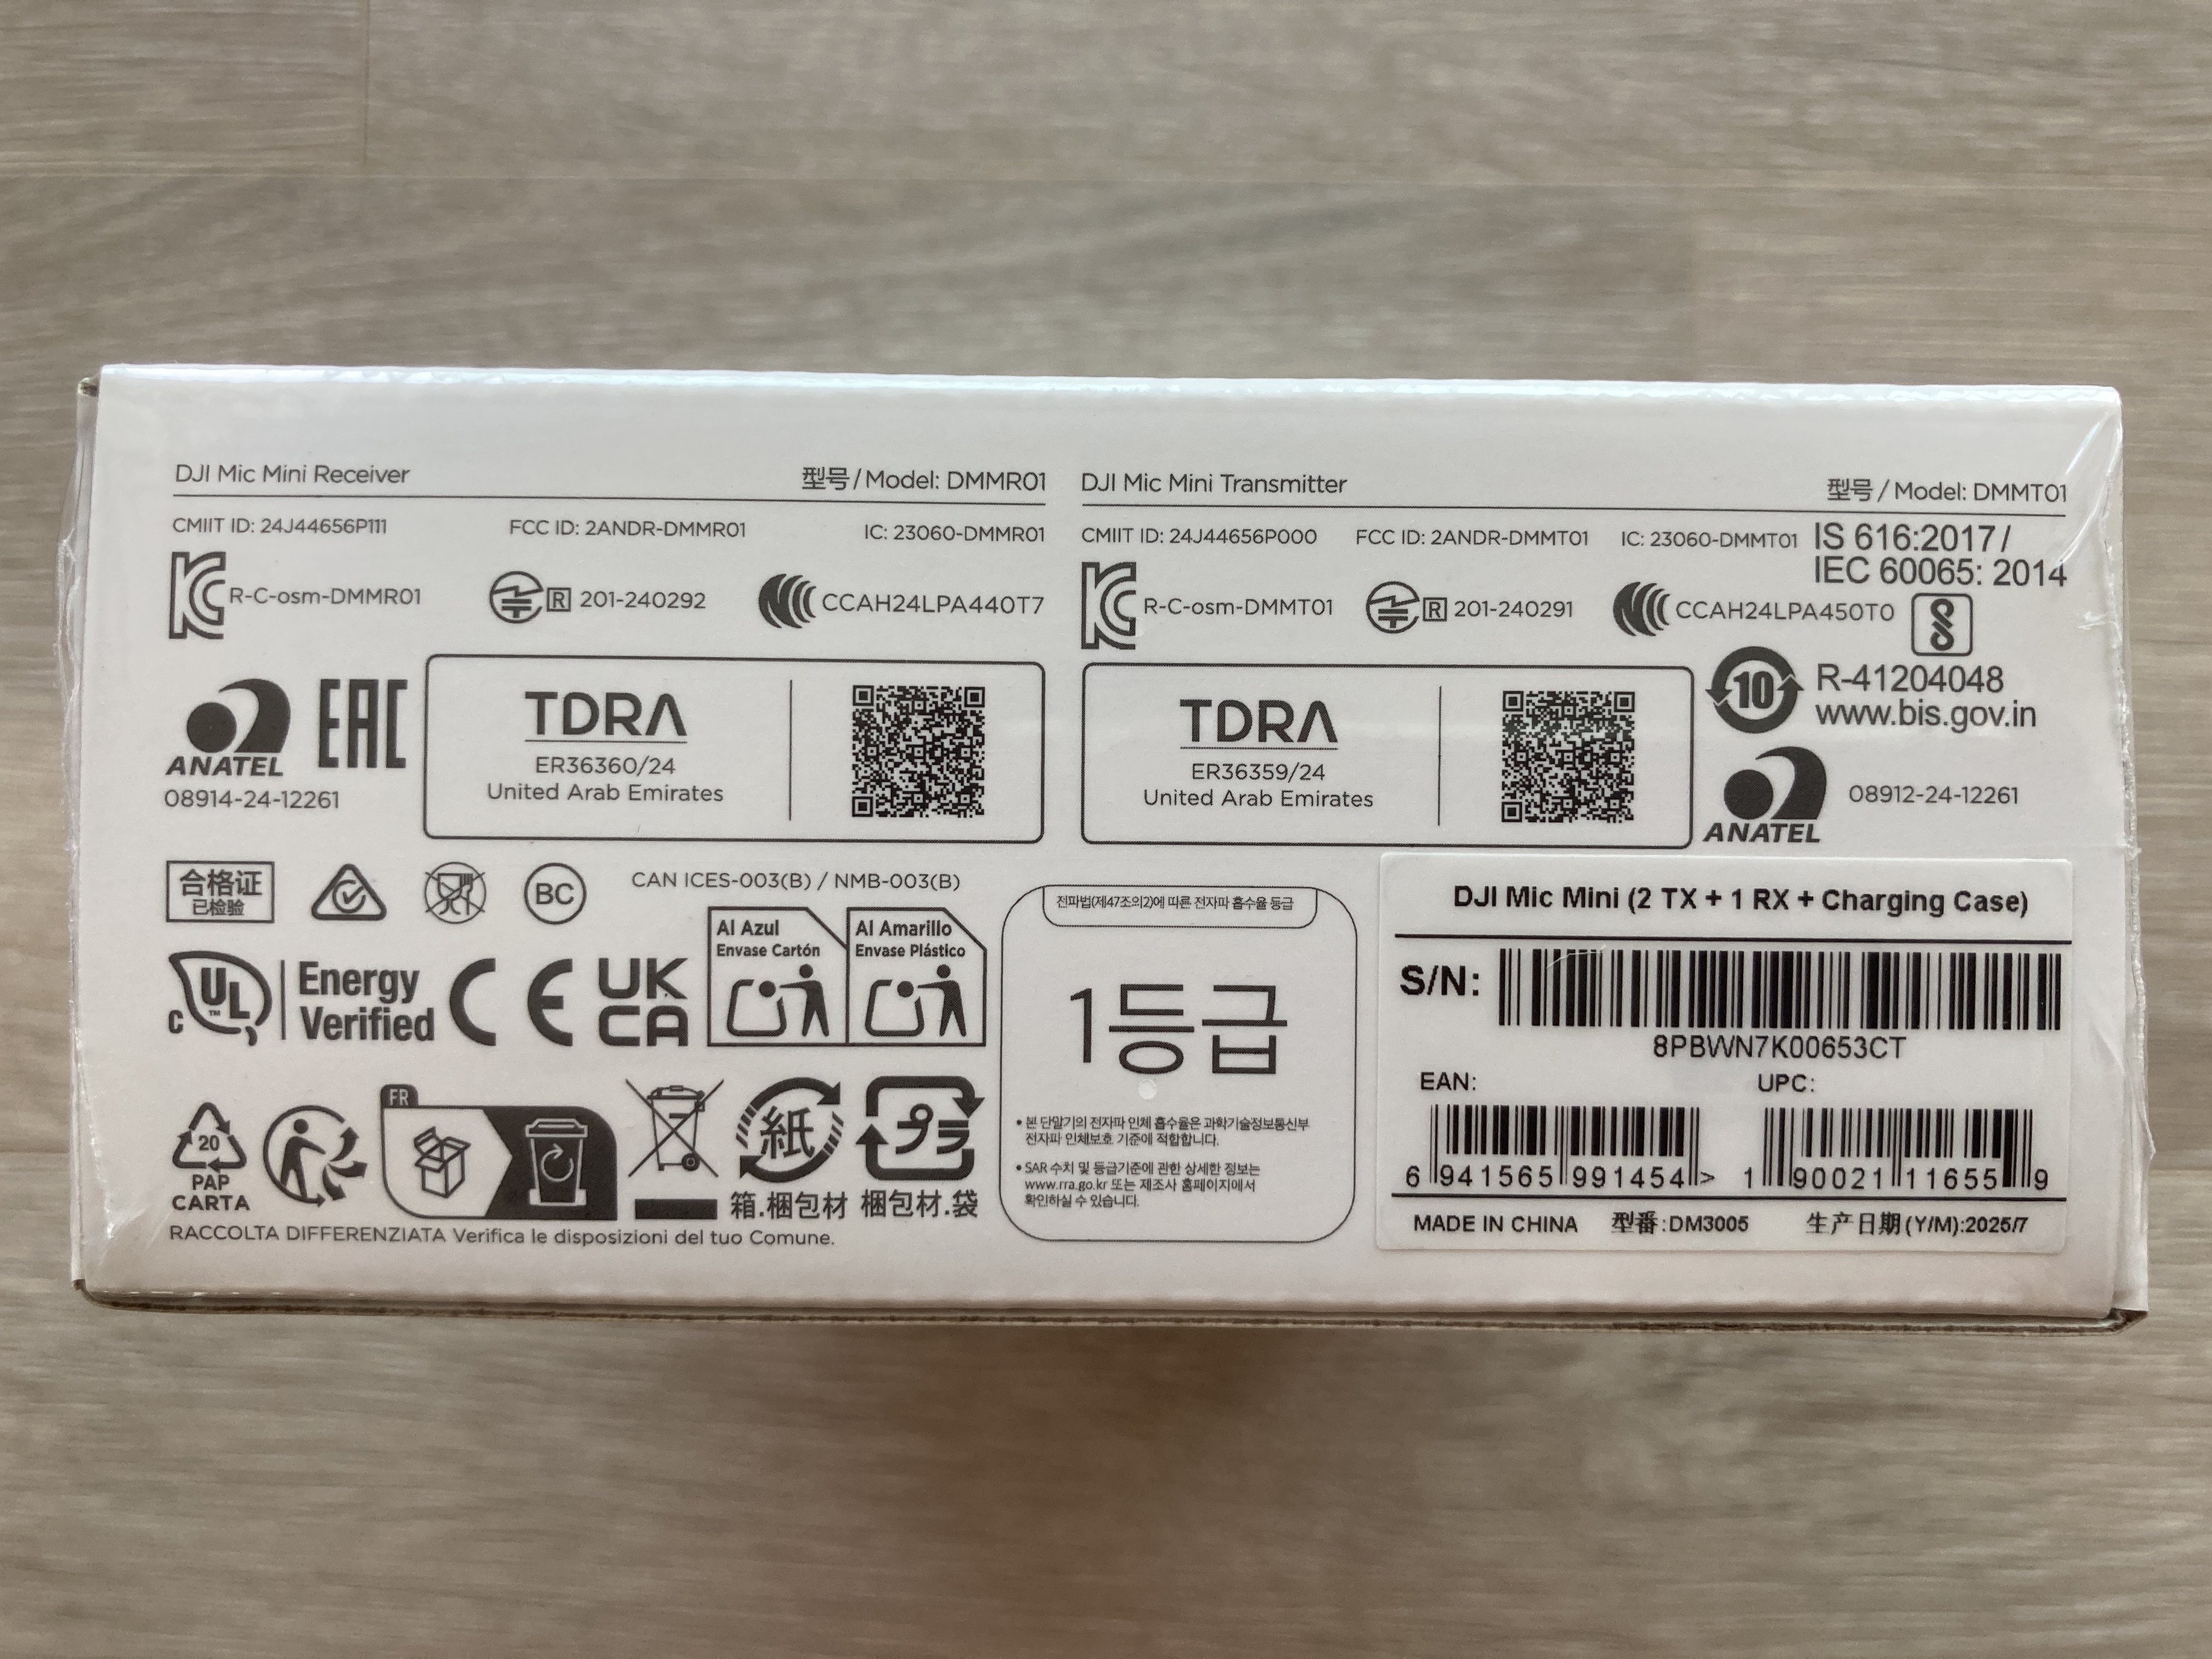 DJI Mic Mini Receiver 型号/Model: DMMR01
CMIIT ID: 24J44656P111 FCC ID: 2ANDR-DMMR01 IC: 23060-DMMR01
R-C-osm-DMMR01 R 201-240292 CCAH24LPA440T7
ANATEL
08914-24-12261
EAC
TDRA
ER36360/24
United Arab Emirates
DJI Mic Mini Transmitter 型号/Model: DMMT01
CMIIT ID: 24J44656P000 FCC ID: 2ANDR-DMMT01 IC: 23060-DMMT01
IS 616:2017/
IEC 60065: 2014
R-C-osm-DMMT01 R 201-240291 CCAH24LPA450T0
TDRA
ER36359/24
United Arab Emirates
10
R-41204048
www.bis.gov.in
ANATEL
08912-24-12261
合格证
已检验
BC
CAN ICES-003(B) / NMB-003(B)
c UL
Energy
Verified
CE
UK
CA
Al Azul
Envase Cartón
Al Amarillo
Envase Plástico
20
PAP
CARTA
FR
紙
箱.梱包材
プラ
梱包材.袋
RACCOLTA DIFFERENZIATA Verifica le disposizioni del tuo Comune.
전파법(제47조의2)에 따른 전자파 흡수율 등급
1등급
• 본 단말기의 전자파 인체 흡수율은 과학기술정보통신부
전자파 인체보호 기준에 적합합니다.
• SAR 수치 및 등급기준에 관한 상세한 정보는
www.rra.go.kr 또는 제조사 홈페이지에서
확인하실 수 있습니다.
DJI Mic Mini (2 TX + 1 RX + Charging Case)
S/N:
8PBWN7K00653CT
EAN: UPC:
6 941565 991454 > 1 90021 11655 9
MADE IN CHINA 型番:DM3005 生产日期(Y/M):2025/7